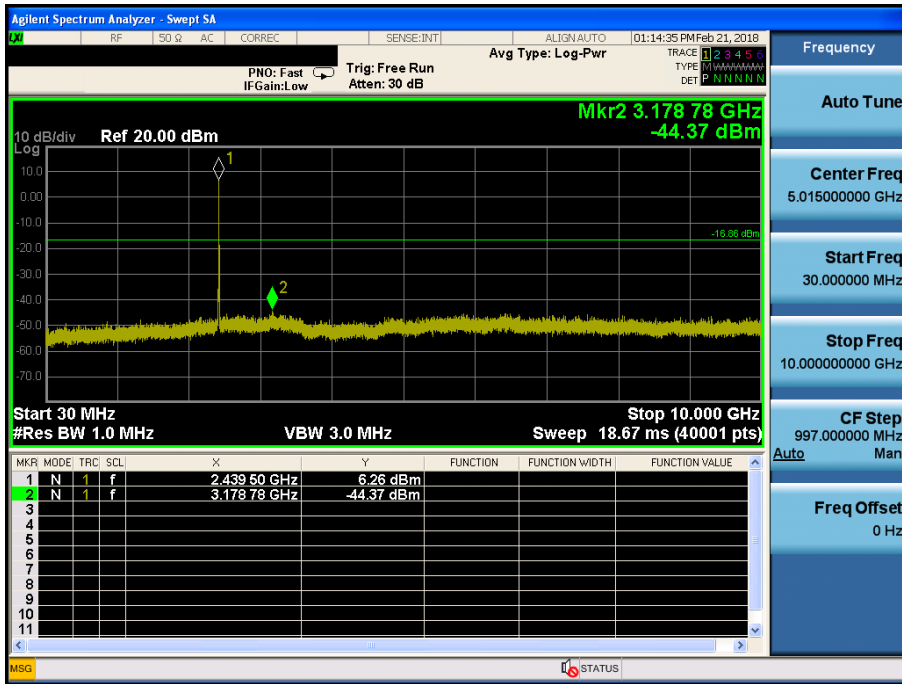 Agilent Spectrum Analyzer - Swept SA
LXI RF 50 Ω AC CORREC SENSE:INT ALIGN AUTO 01:14:35 PM Feb 21, 2018
Frequency
Avg Type: Log-Pwr
TRACE 1 2 3 4 5 6
TYPE M
DET P N N N N N
PNO: Fast
IFGain:Low
Trig: Free Run
Atten: 30 dB
Auto Tune
Mkr2 3.178 78 GHz
-44.37 dBm
10 dB/div
Log
Ref 20.00 dBm
1
10.0
0.00
-10.0
-16.86 dBm
-20.0
-30.0
2
-40.0
-50.0
-60.0
-70.0
Center Freq
5.015000000 GHz
Start Freq
30.000000 MHz
Stop Freq
10.000000000 GHz
Start 30 MHz
Stop 10.000 GHz
#Res BW 1.0 MHz
VBW 3.0 MHz
Sweep 18.67 ms (40001 pts)
CF Step
997.000000 MHz
Auto Man
Freq Offset
0 Hz
MKR MODE TRC SCL X Y FUNCTION FUNCTION WIDTH FUNCTION VALUE
1 N 1 f 2.439 50 GHz 6.26 dBm
2 N 1 f 3.178 78 GHz -44.37 dBm
3
4
5
6
7
8
9
10
11
MSG
STATUS